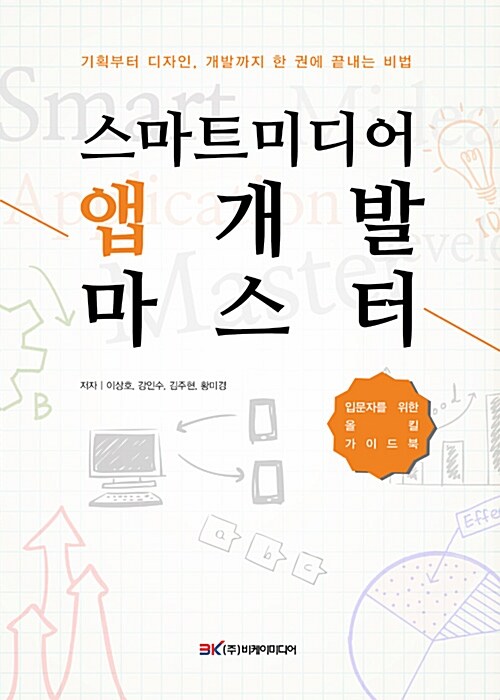 기획부터 디자인, 개발까지 한 권에 끝내는 비법
Smart
스마트미디어
Application
앱 개 발
Master
마 스 터
저자 | 이상호, 강인수, 김주현, 황미경
입문자를 위한
올 킬
가이드북
B
a b c
BK (주)비케이미디어